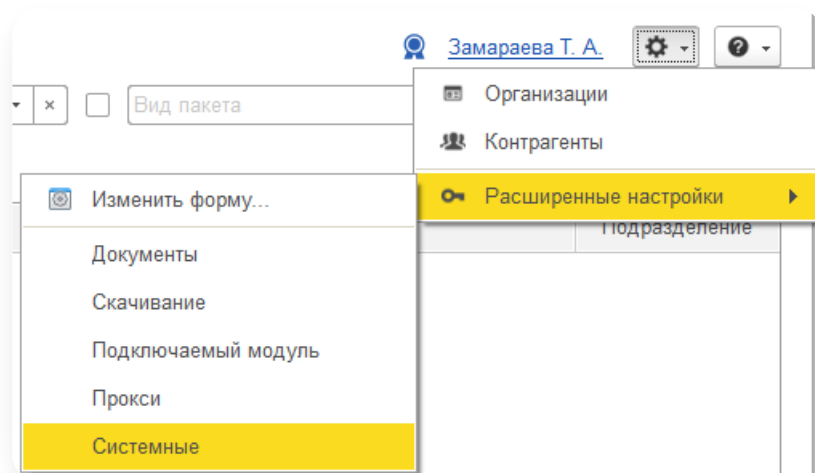 Замараева Т. А.
Вид пакета
Организации
Контрагенты
Расширенные настройки
Подразделение
Изменить форму...
Документы
Скачивание
Подключаемый модуль
Прокси
Системные